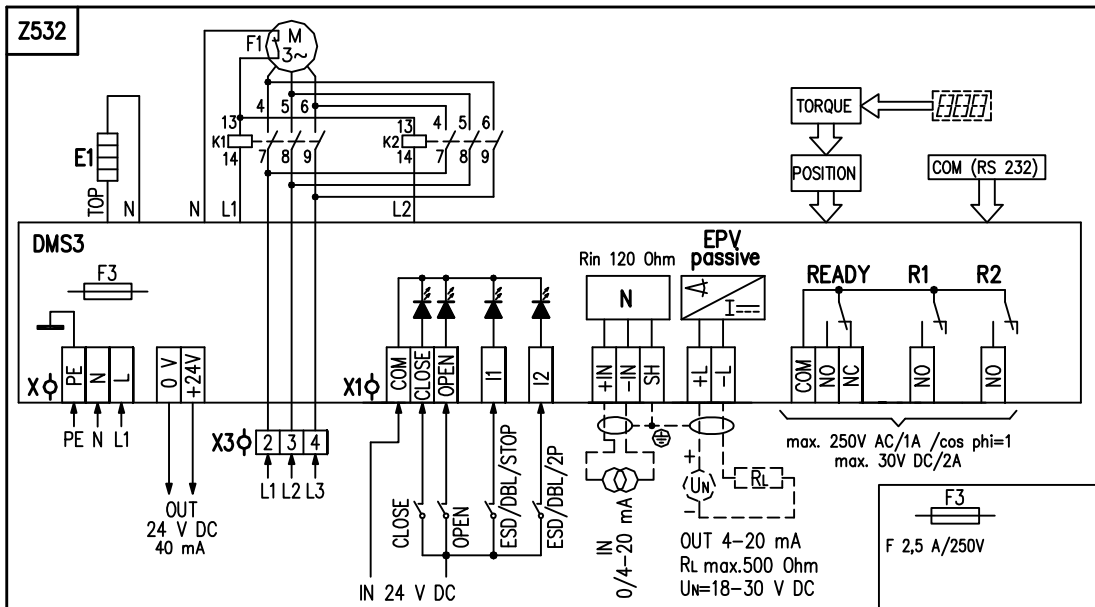 Z532
F1
M
3~
4 5 6
13
K1
14
7 8 9
4 5 6
13
K2
14
7 8 9
E1
TOP
N
N
L1
L2
TORQUE
POSITION
COM (RS 232)
DMS3
F3
Rin 120 Ohm
N
EPV
passive
I
READY
R1
R2
X
PE
N
L
0 V
+24V
X1
COM
CLOSE
OPEN
I1
I2
+IN
-IN
SH
+L
-L
COM
NO
NC
NO
NO
PE N L1
OUT
24 V DC
40 mA
X3
2 3 4
L1 L2 L3
CLOSE
OPEN
ESD/DBL/STOP
ESD/DBL/2P
IN 24 V DC
IN
0/4-20 mA
+
UN
-
RL
OUT 4-20 mA
RL max.500 Ohm
UN=18-30 V DC
max. 250V AC/1A /cos phi=1
max. 30V DC/2A
F3
F 2,5 A/250V